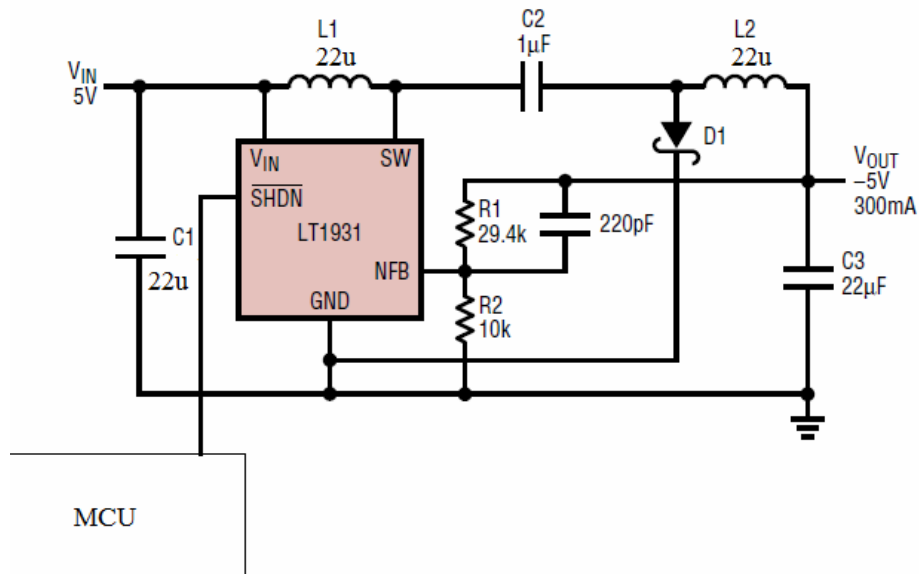 L1
22u
C2
1µF
L2
22u
VIN
5V
VIN
SW
D1
SHDN
LT1931
VOUT
–5V
300mA
R1
29.4k
220pF
C1
22u
NFB
C3
22µF
GND
R2
10k
MCU